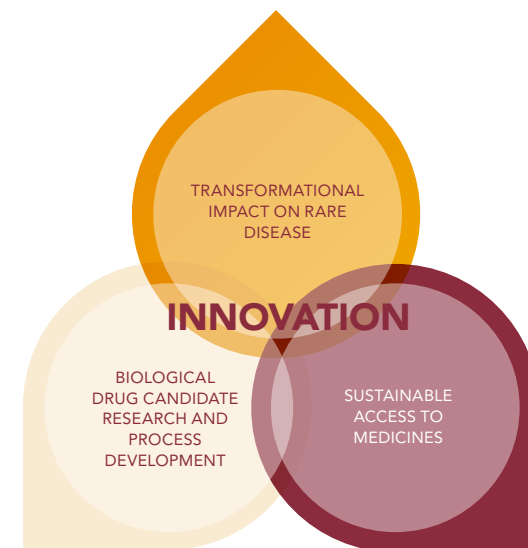 TRANSFORMATIONAL
IMPACT ON RARE
DISEASE
INNOVATION
BIOLOGICAL
DRUG CANDIDATE
RESEARCH AND
PROCESS
DEVELOPMENT
SUSTAINABLE
ACCESS TO
MEDICINES